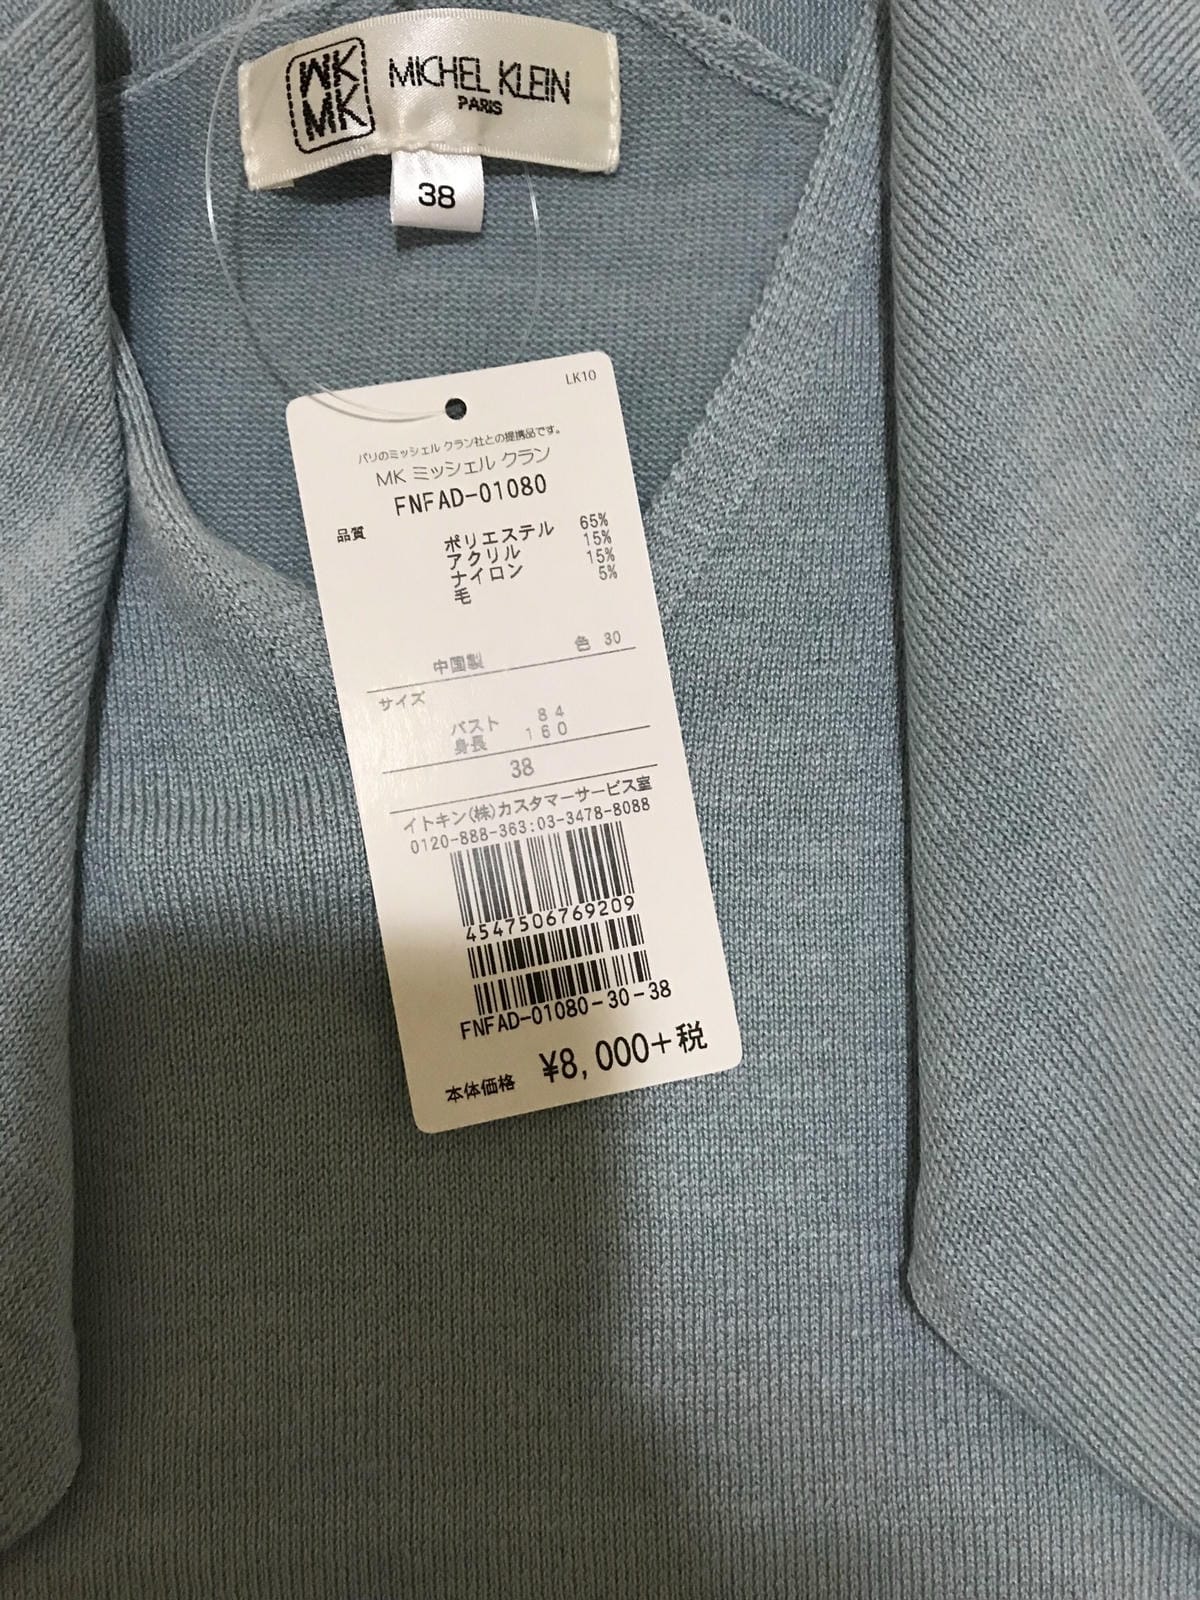 MK
MK
MICHEL KLEIN
PARIS
38
LK10
パリのミッシェル クラン社との提携品です。
MK ミッシェル クラン
FNFAD-01080
品質
ポリエステル 65%
アクリル 15%
ナイロン 15%
毛 5%
中国製 色 30
サイズ
バスト 84
身長 160
38
イトキン(株)カスタマーサービス室
0120-888-363:03-3478-8088
4547506769209
FNFAD-01080-30-38
本体価格 ¥8,000+税